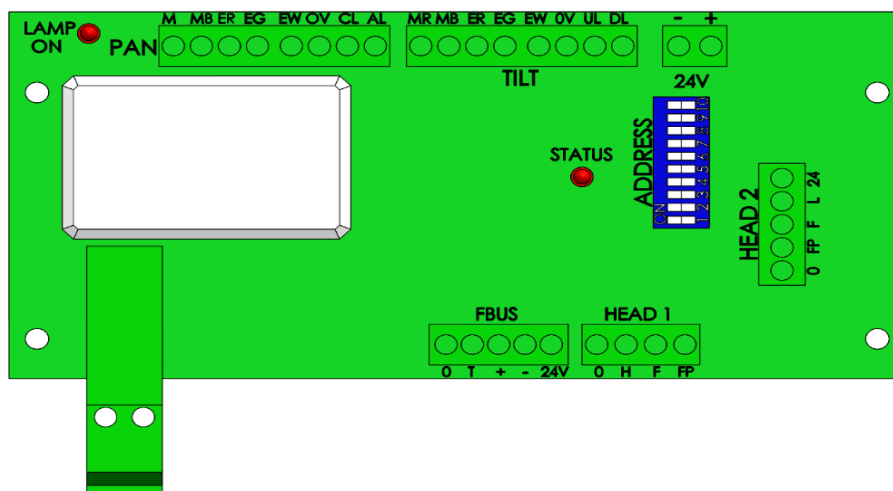 LAMP
ON
PAN
M MB ER EG EW OV CL AL
MR MB ER EG EW 0V UL DL
TILT
- +
24V
STATUS
ADDRESS
ON
1 2 3 4 5 6 7 8 9 10
HEAD 2
0 FP F L 24
FBUS
0 T + - 24V
HEAD 1
0 H F FP